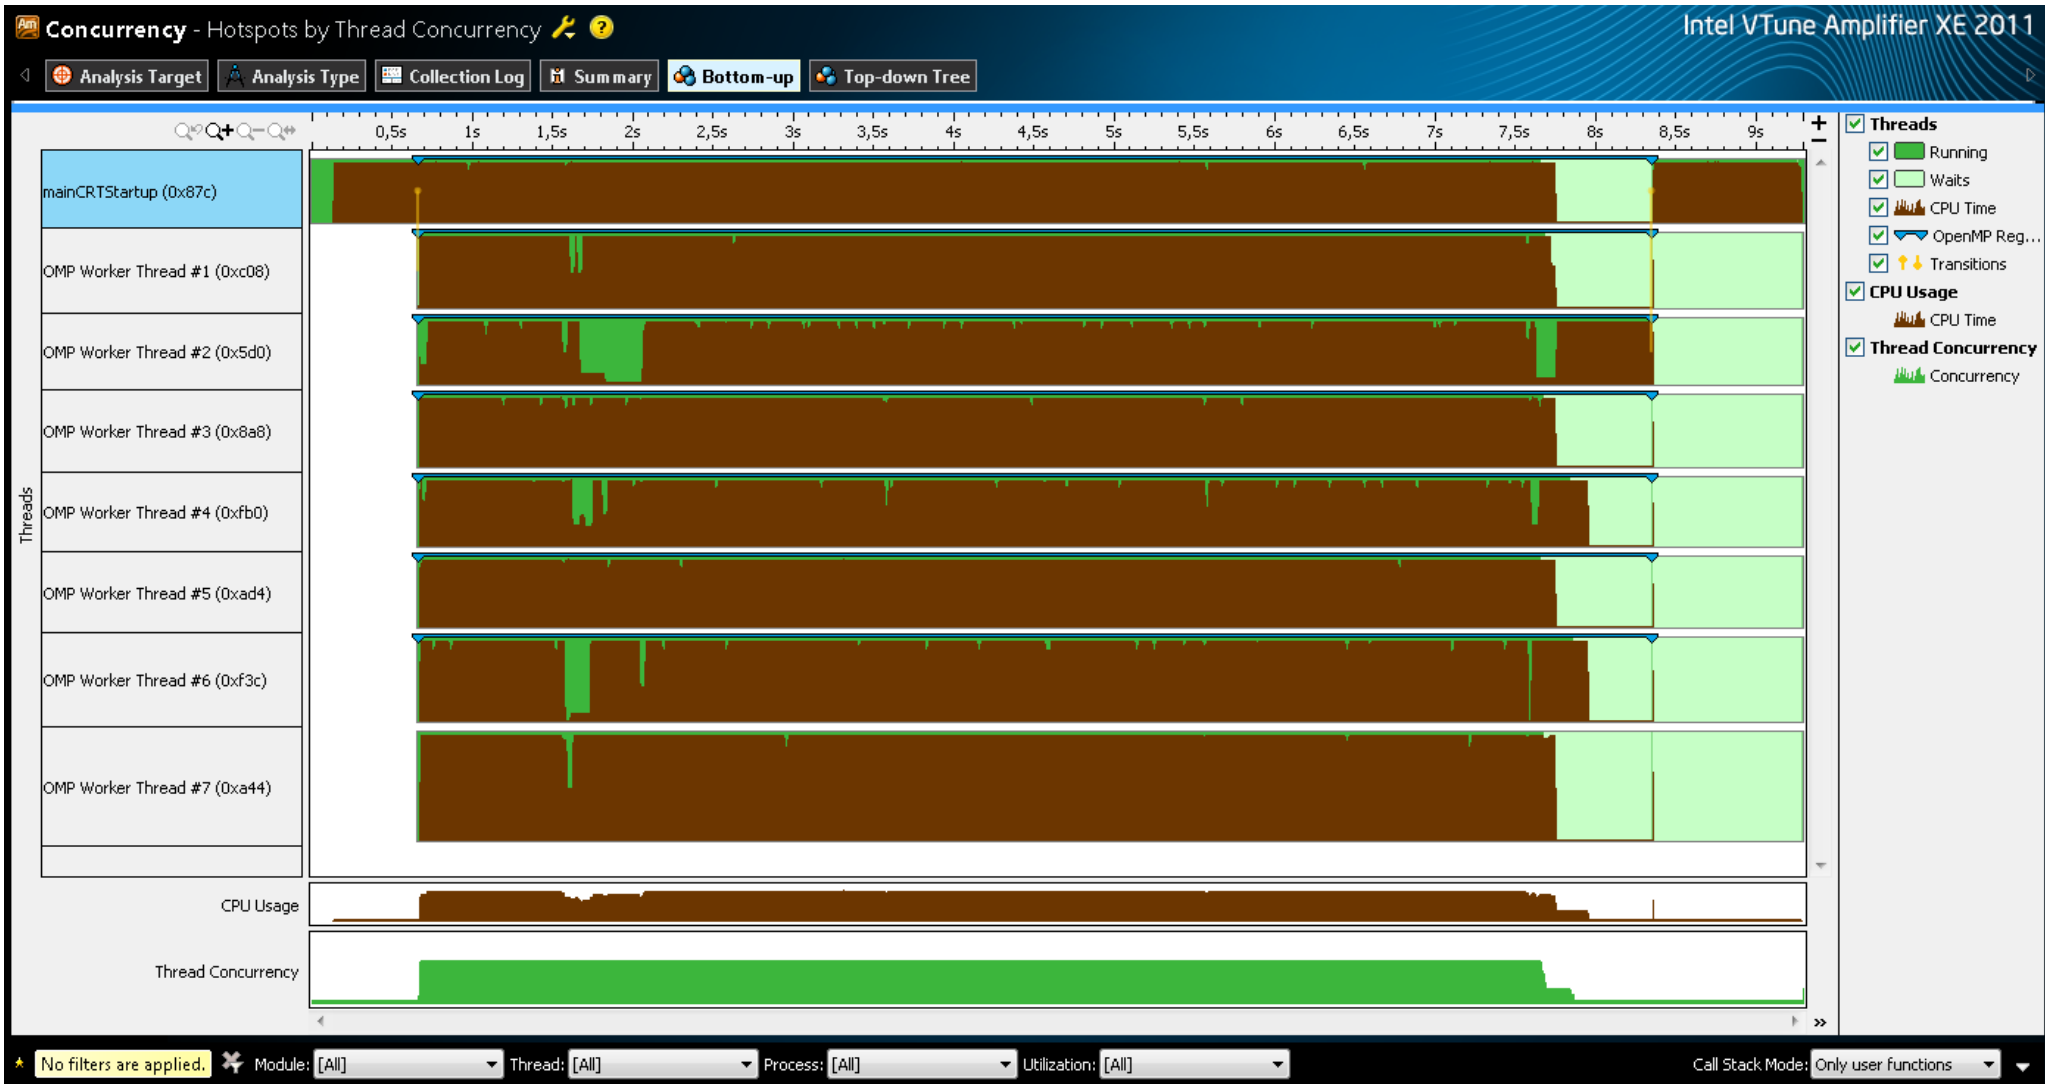 Am Concurrency - Hotspots by Thread Concurrency ? Intel VTune Amplifier XE 2011
Analysis Target Analysis Type Collection Log Summary Bottom-up Top-down Tree
0,5s 1s 1,5s 2s 2,5s 3s 3,5s 4s 4,5s 5s 5,5s 6s 6,5s 7s 7,5s 8s 8,5s 9s
mainCRTStartup (0x87c)
OMP Worker Thread #1 (0xc08)
OMP Worker Thread #2 (0x5d0)
OMP Worker Thread #3 (0x8a8)
OMP Worker Thread #4 (0xfb0)
OMP Worker Thread #5 (0xad4)
OMP Worker Thread #6 (0xf3c)
OMP Worker Thread #7 (0xa44)
Threads
CPU Usage
Thread Concurrency
Threads
Running
Waits
CPU Time
OpenMP Reg...
Transitions
CPU Usage
CPU Time
Thread Concurrency
Concurrency
No filters are applied. Module: [All] Thread: [All] Process: [All] Utilization: [All] Call Stack Mode: Only user functions